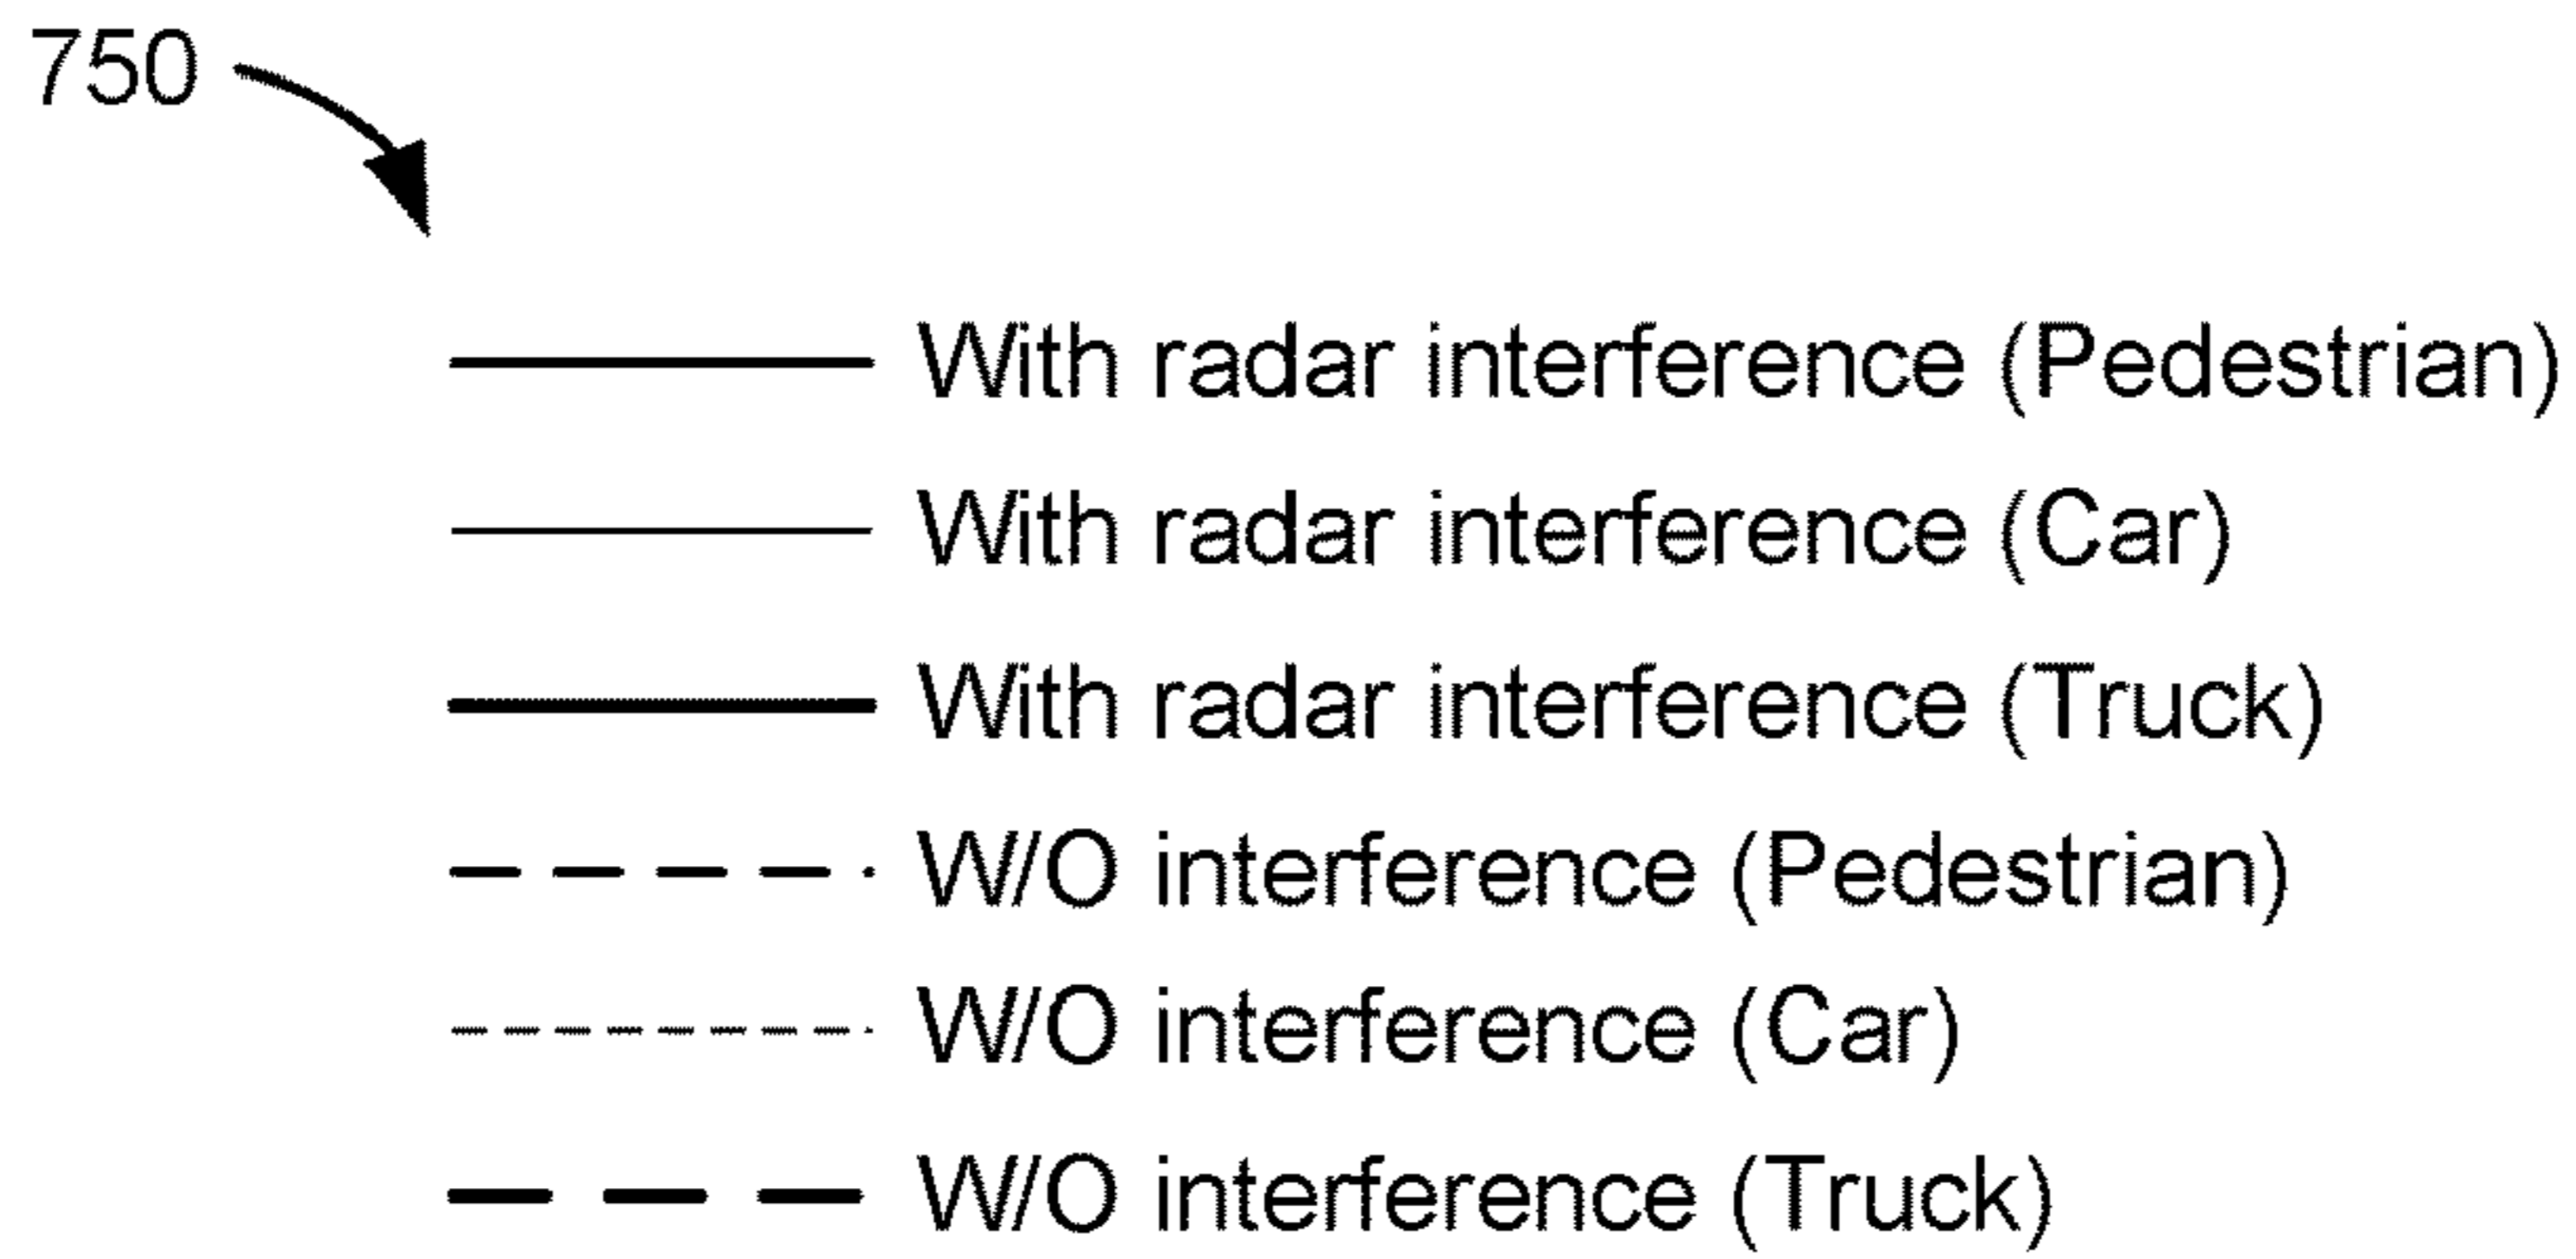 750
With radar interference (Pedestrian)
With radar interference (Car)
With radar interference (Truck)
W/O interference (Pedestrian)
W/O interference (Car)
W/O interference (Truck)